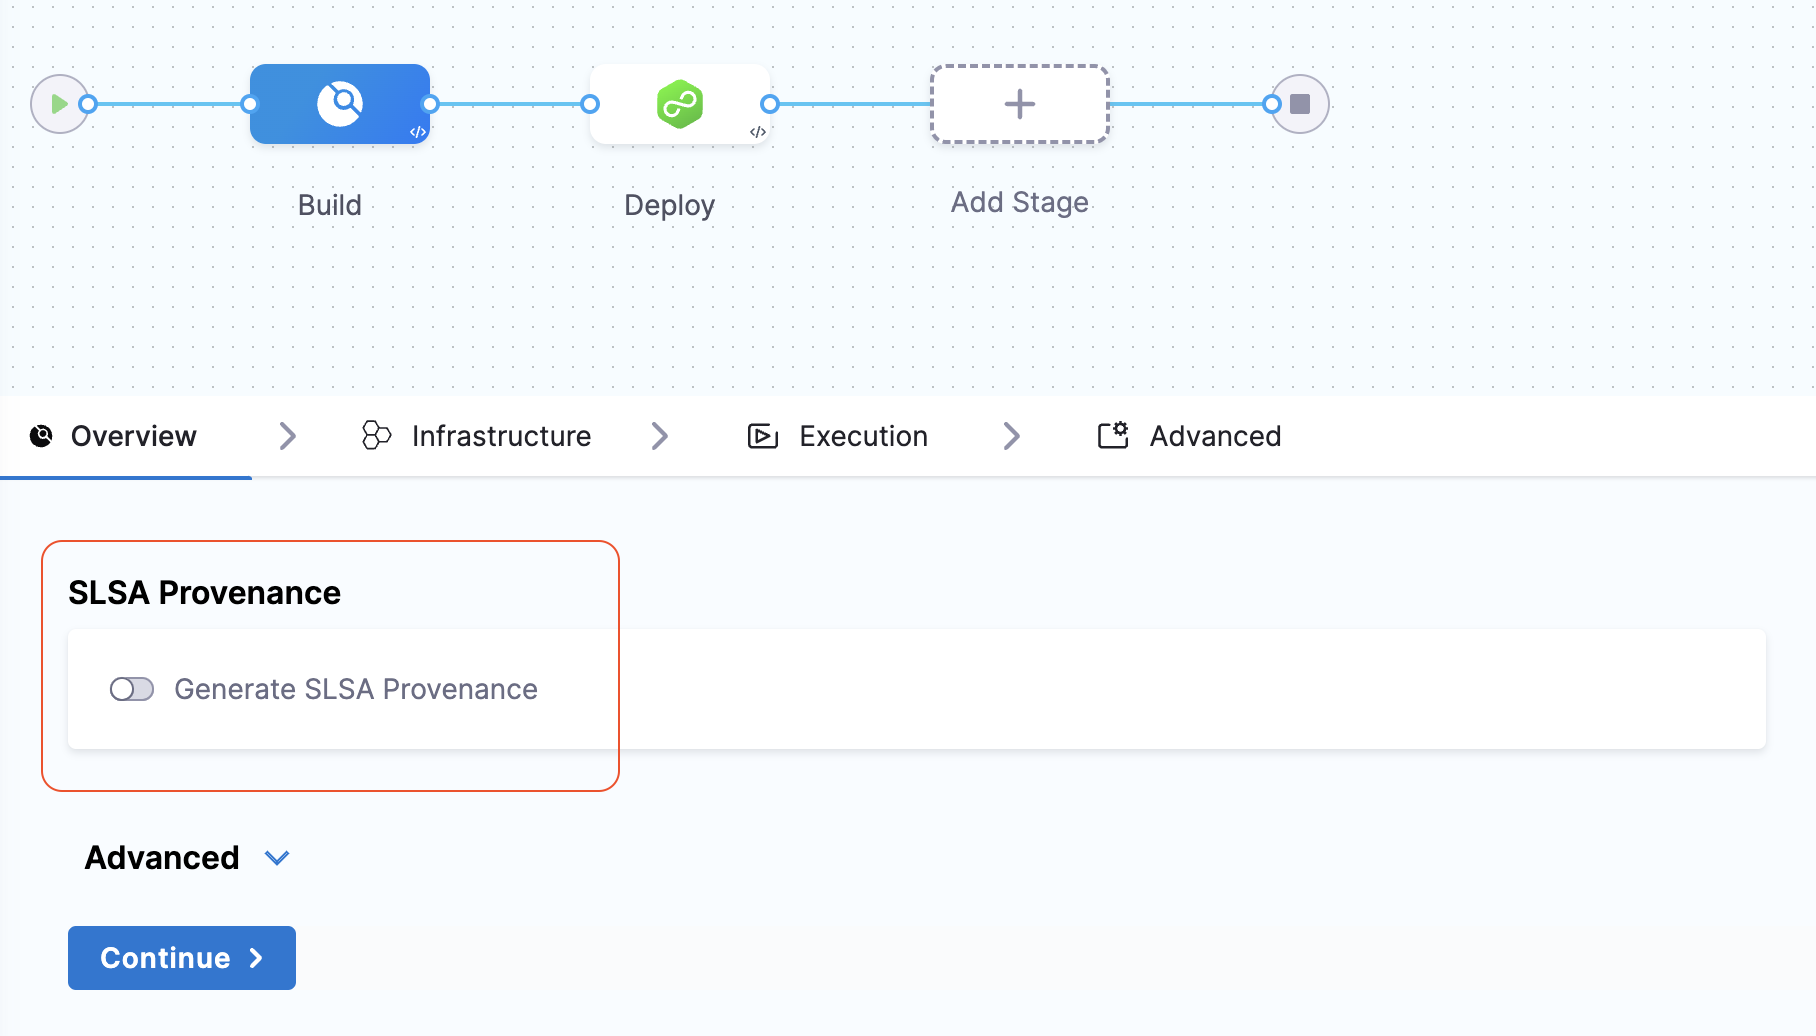 Build
Deploy
Add Stage
Overview
Infrastructure
Execution
Advanced
SLSA Provenance
Generate SLSA Provenance
Advanced
Continue